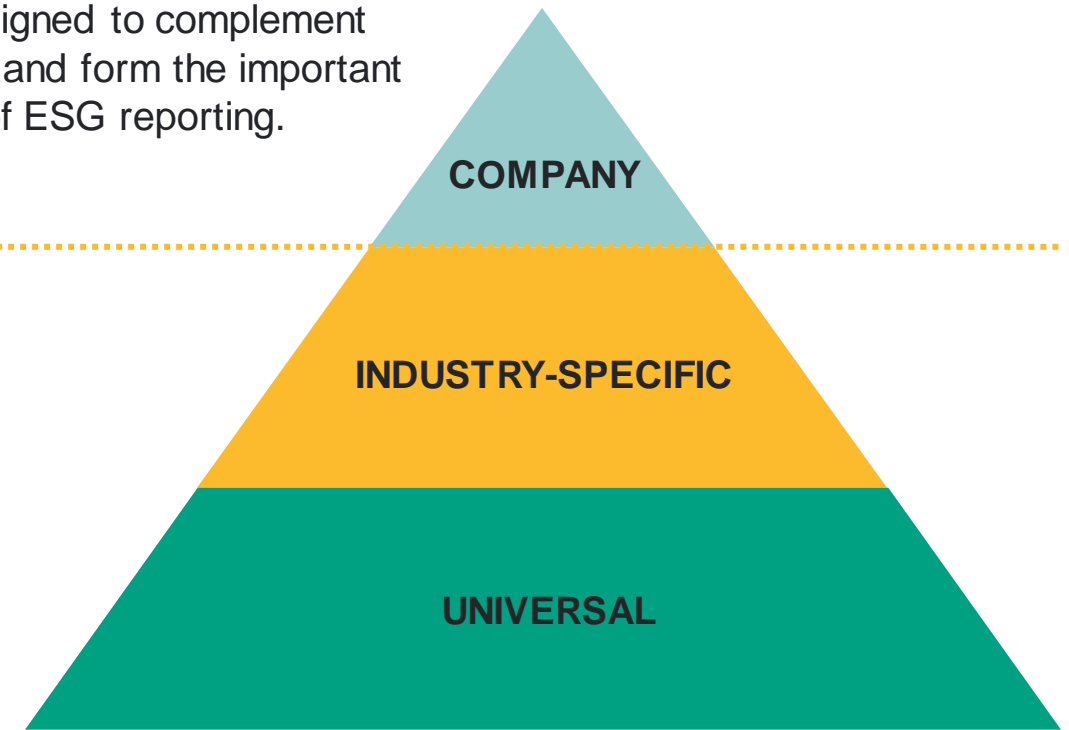 igned to complement
and form the important
f ESG reporting.
COMPANY
INDUSTRY-SPECIFIC
UNIVERSAL